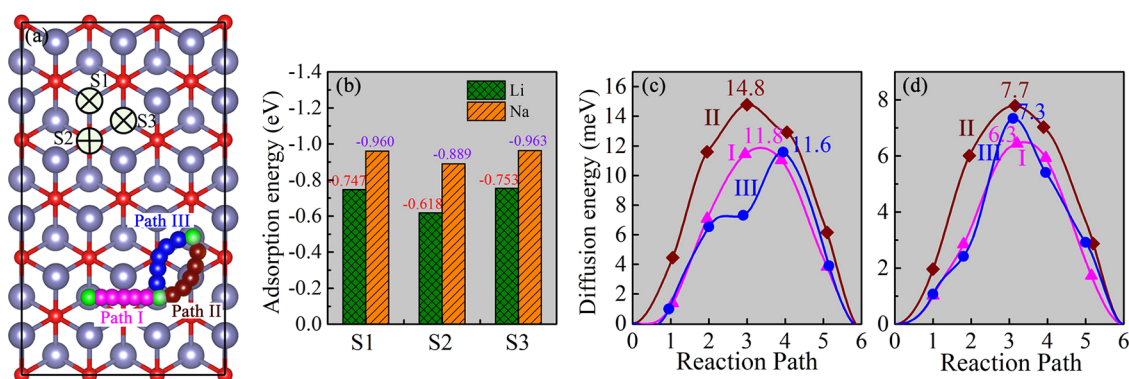 (a)
S1
S3
S2
Path III
Path I
Path II
(b)
Li
Na
-0.747
-0.960
-0.618
-0.889
-0.753
-0.963
-1.4
-1.2
-1.0
-0.8
-0.6
-0.4
-0.2
0.0
Adsorption energy (eV)
S1 S2 S3
(c)
14.8
II
11.8
I
11.6
III
16
14
12
10
8
6
4
2
0
Diffusion energy (meV)
0 1 2 3 4 5 6
Reaction Path
(d)
7.7
7.3
II
6.3
III
I
8
6
4
2
0
0 1 2 3 4 5 6
Reaction Path